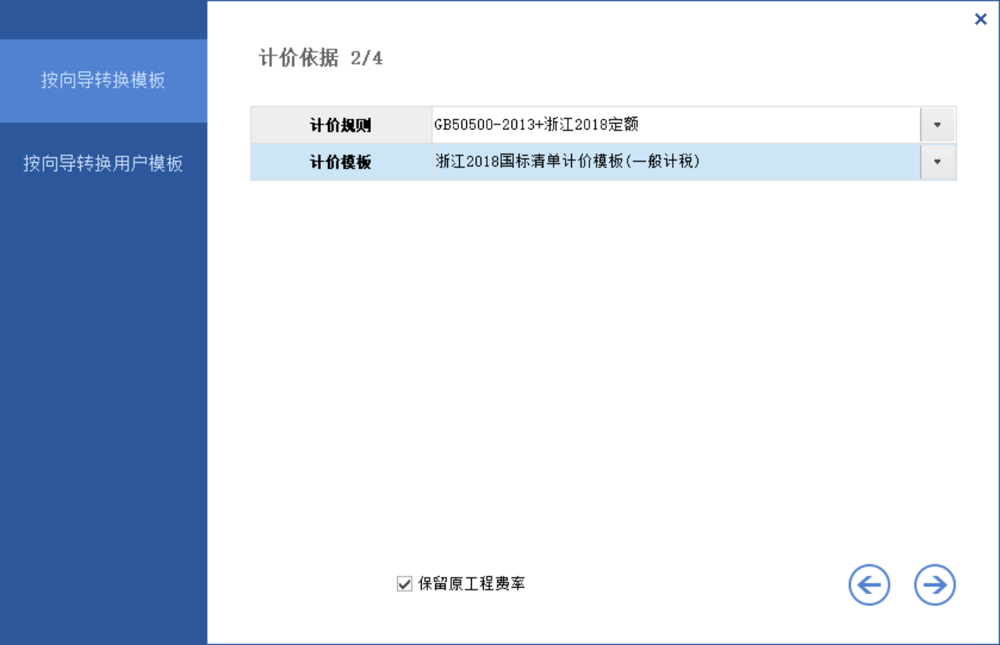 按向导转换模板
按向导转换用户模板
计价依据 2/4
计价规则 GB50500-2013+浙江2018定额
计价模板 浙江2018国标清单计价模板(一般计税)
保留原工程费率